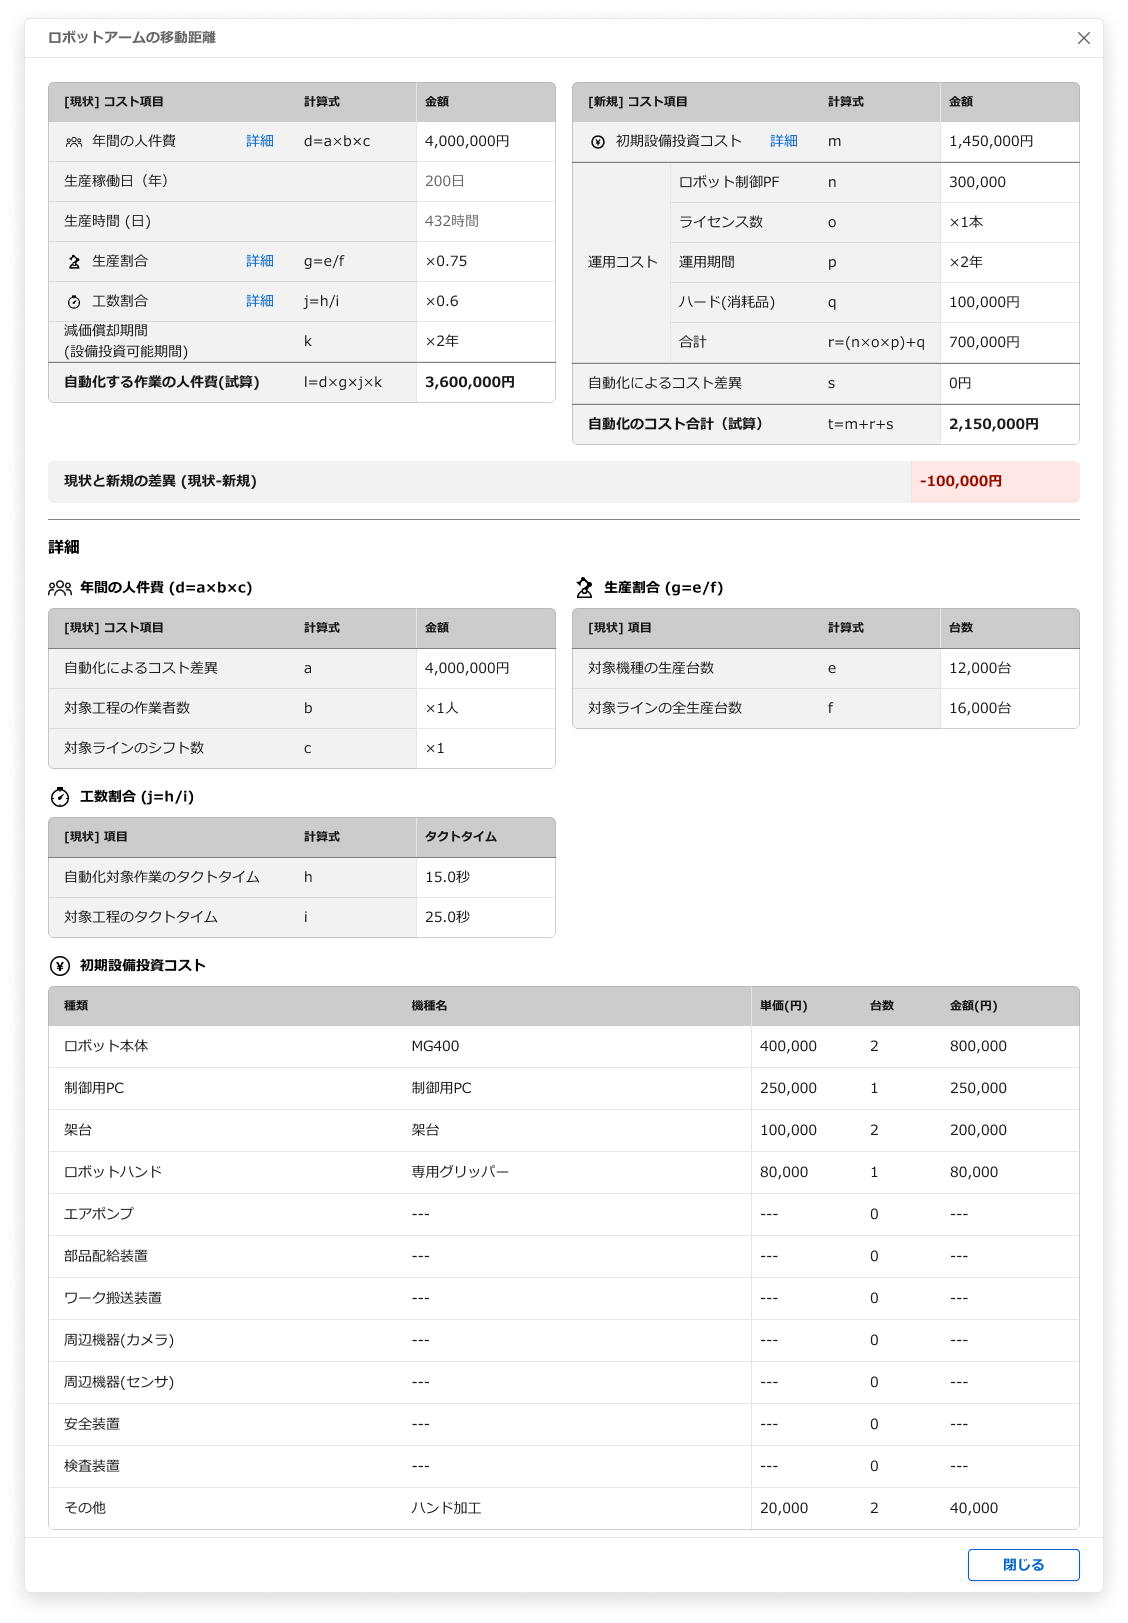 ロボットアームの移動距離
[現状] コスト項目 計算式 金額
年間の人件費 詳細 d=a×b×c 4,000,000円
生産稼働日（年） 200日
生産時間 (日) 432時間
生産割合 詳細 g=e/f ×0.75
工数割合 詳細 j=h/i ×0.6
減価償却期間
(設備投資可能期間) k ×2年
自動化する作業の人件費(試算) l=d×g×j×k 3,600,000円
[新規] コスト項目 計算式 金額
初期設備投資コスト 詳細 m 1,450,000円
運用コスト
ロボット制御PF n 300,000
ライセンス数 o ×1本
運用期間 p ×2年
ハード(消耗品) q 100,000円
合計 r=(n×o×p)+q 700,000円
自動化によるコスト差異 s 0円
自動化のコスト合計（試算） t=m+r+s 2,150,000円
現状と新規の差異 (現状-新規) -100,000円
詳細
年間の人件費 (d=a×b×c)
[現状] コスト項目 計算式 金額
自動化によるコスト差異 a 4,000,000円
対象工程の作業者数 b ×1人
対象ラインのシフト数 c ×1
生産割合 (g=e/f)
[現状] 項目 計算式 台数
対象機種の生産台数 e 12,000台
対象ラインの全生産台数 f 16,000台
工数割合 (j=h/i)
[現状] 項目 計算式 タクトタイム
自動化対象作業のタクトタイム h 15.0秒
対象工程のタクトタイム i 25.0秒
初期設備投資コスト
種類 機種名 単価(円) 台数 金額(円)
ロボット本体 MG400 400,000 2 800,000
制御用PC 制御用PC 250,000 1 250,000
架台 架台 100,000 2 200,000
ロボットハンド 専用グリッパー 80,000 1 80,000
エアポンプ --- --- 0 ---
部品配給装置 --- --- 0 ---
ワーク搬送装置 --- --- 0 ---
周辺機器(カメラ) --- --- 0 ---
周辺機器(センサ) --- --- 0 ---
安全装置 --- --- 0 ---
検査装置 --- --- 0 ---
その他 ハンド加工 20,000 2 40,000
閉じる